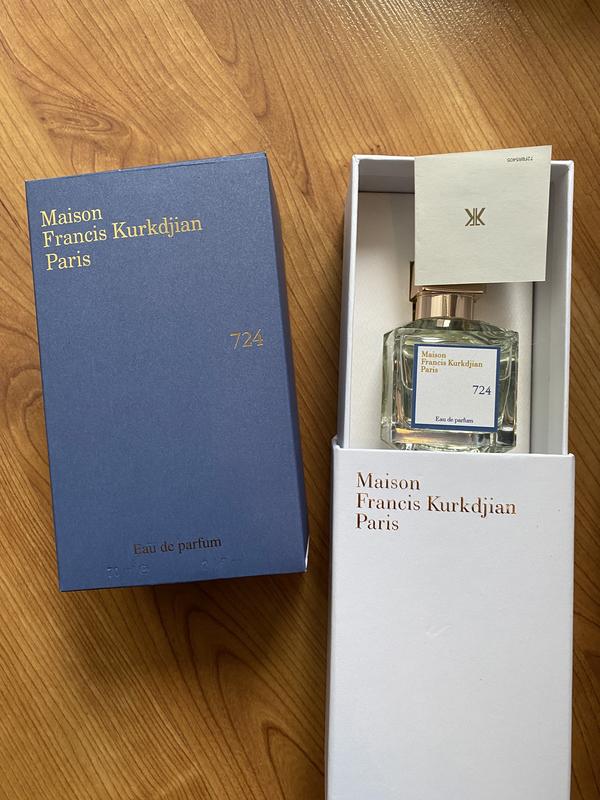 Maison
Francis Kurkdjian
Paris
724
Eau de parfum
Maison
Francis Kurkdjian
Paris
724
Eau de parfum
Maison
Francis Kurkdjian
Paris